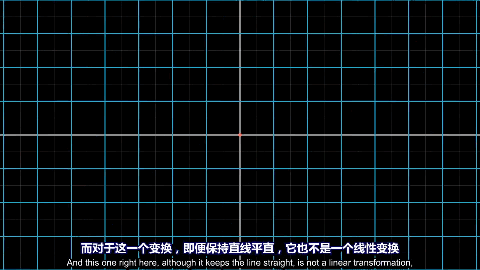 而对于这一个变换，即便保持直线平直，它也不是一个线性变换
And this one right here, although it keeps the line straight, is not a linear transformation,